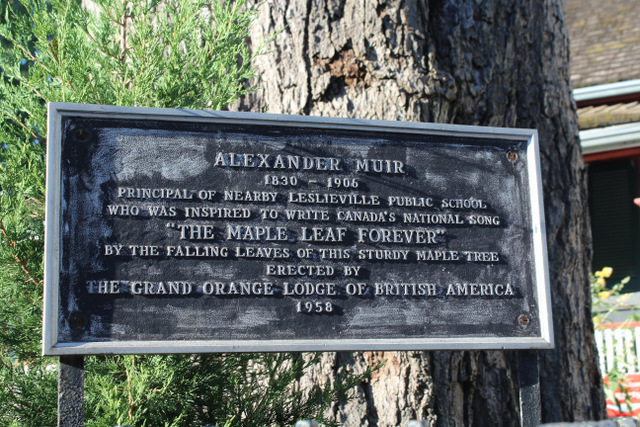 ALEXANDER MUIR
1830 - 1906
PRINCIPAL OF NEARBY LESLIEVILLE PUBLIC SCHOOL
WHO WAS INSPIRED TO WRITE CANADA'S NATIONAL SONG
"THE MAPLE LEAF FOREVER"
BY THE FALLING LEAVES OF THIS STURDY MAPLE TREE
ERECTED BY
THE GRAND ORANGE LODGE OF BRITISH AMERICA
1958